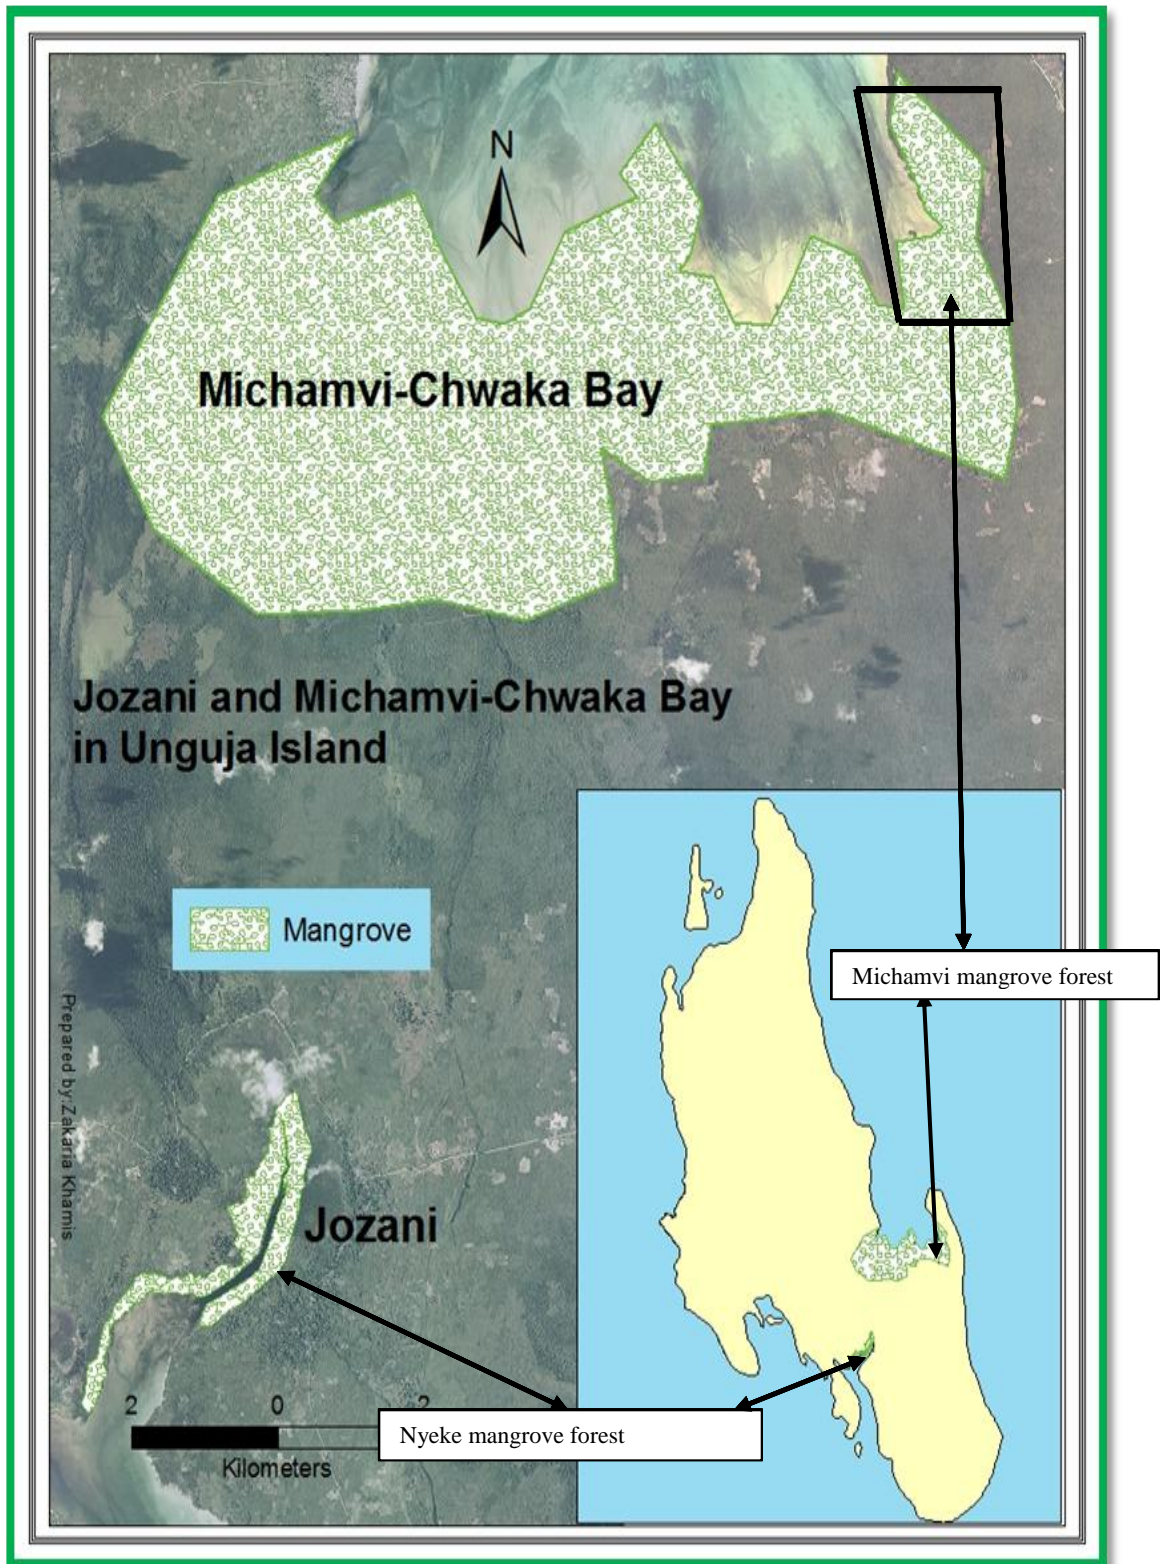 N
Michamvi-Chwaka Bay
Jozani and Michamvi-Chwaka Bay
in Unguja Island
Mangrove
Michamvi mangrove forest
Prepared by:Zakaria Khamis
Jozani
2 0 2
Nyeke mangrove forest
Kilometers